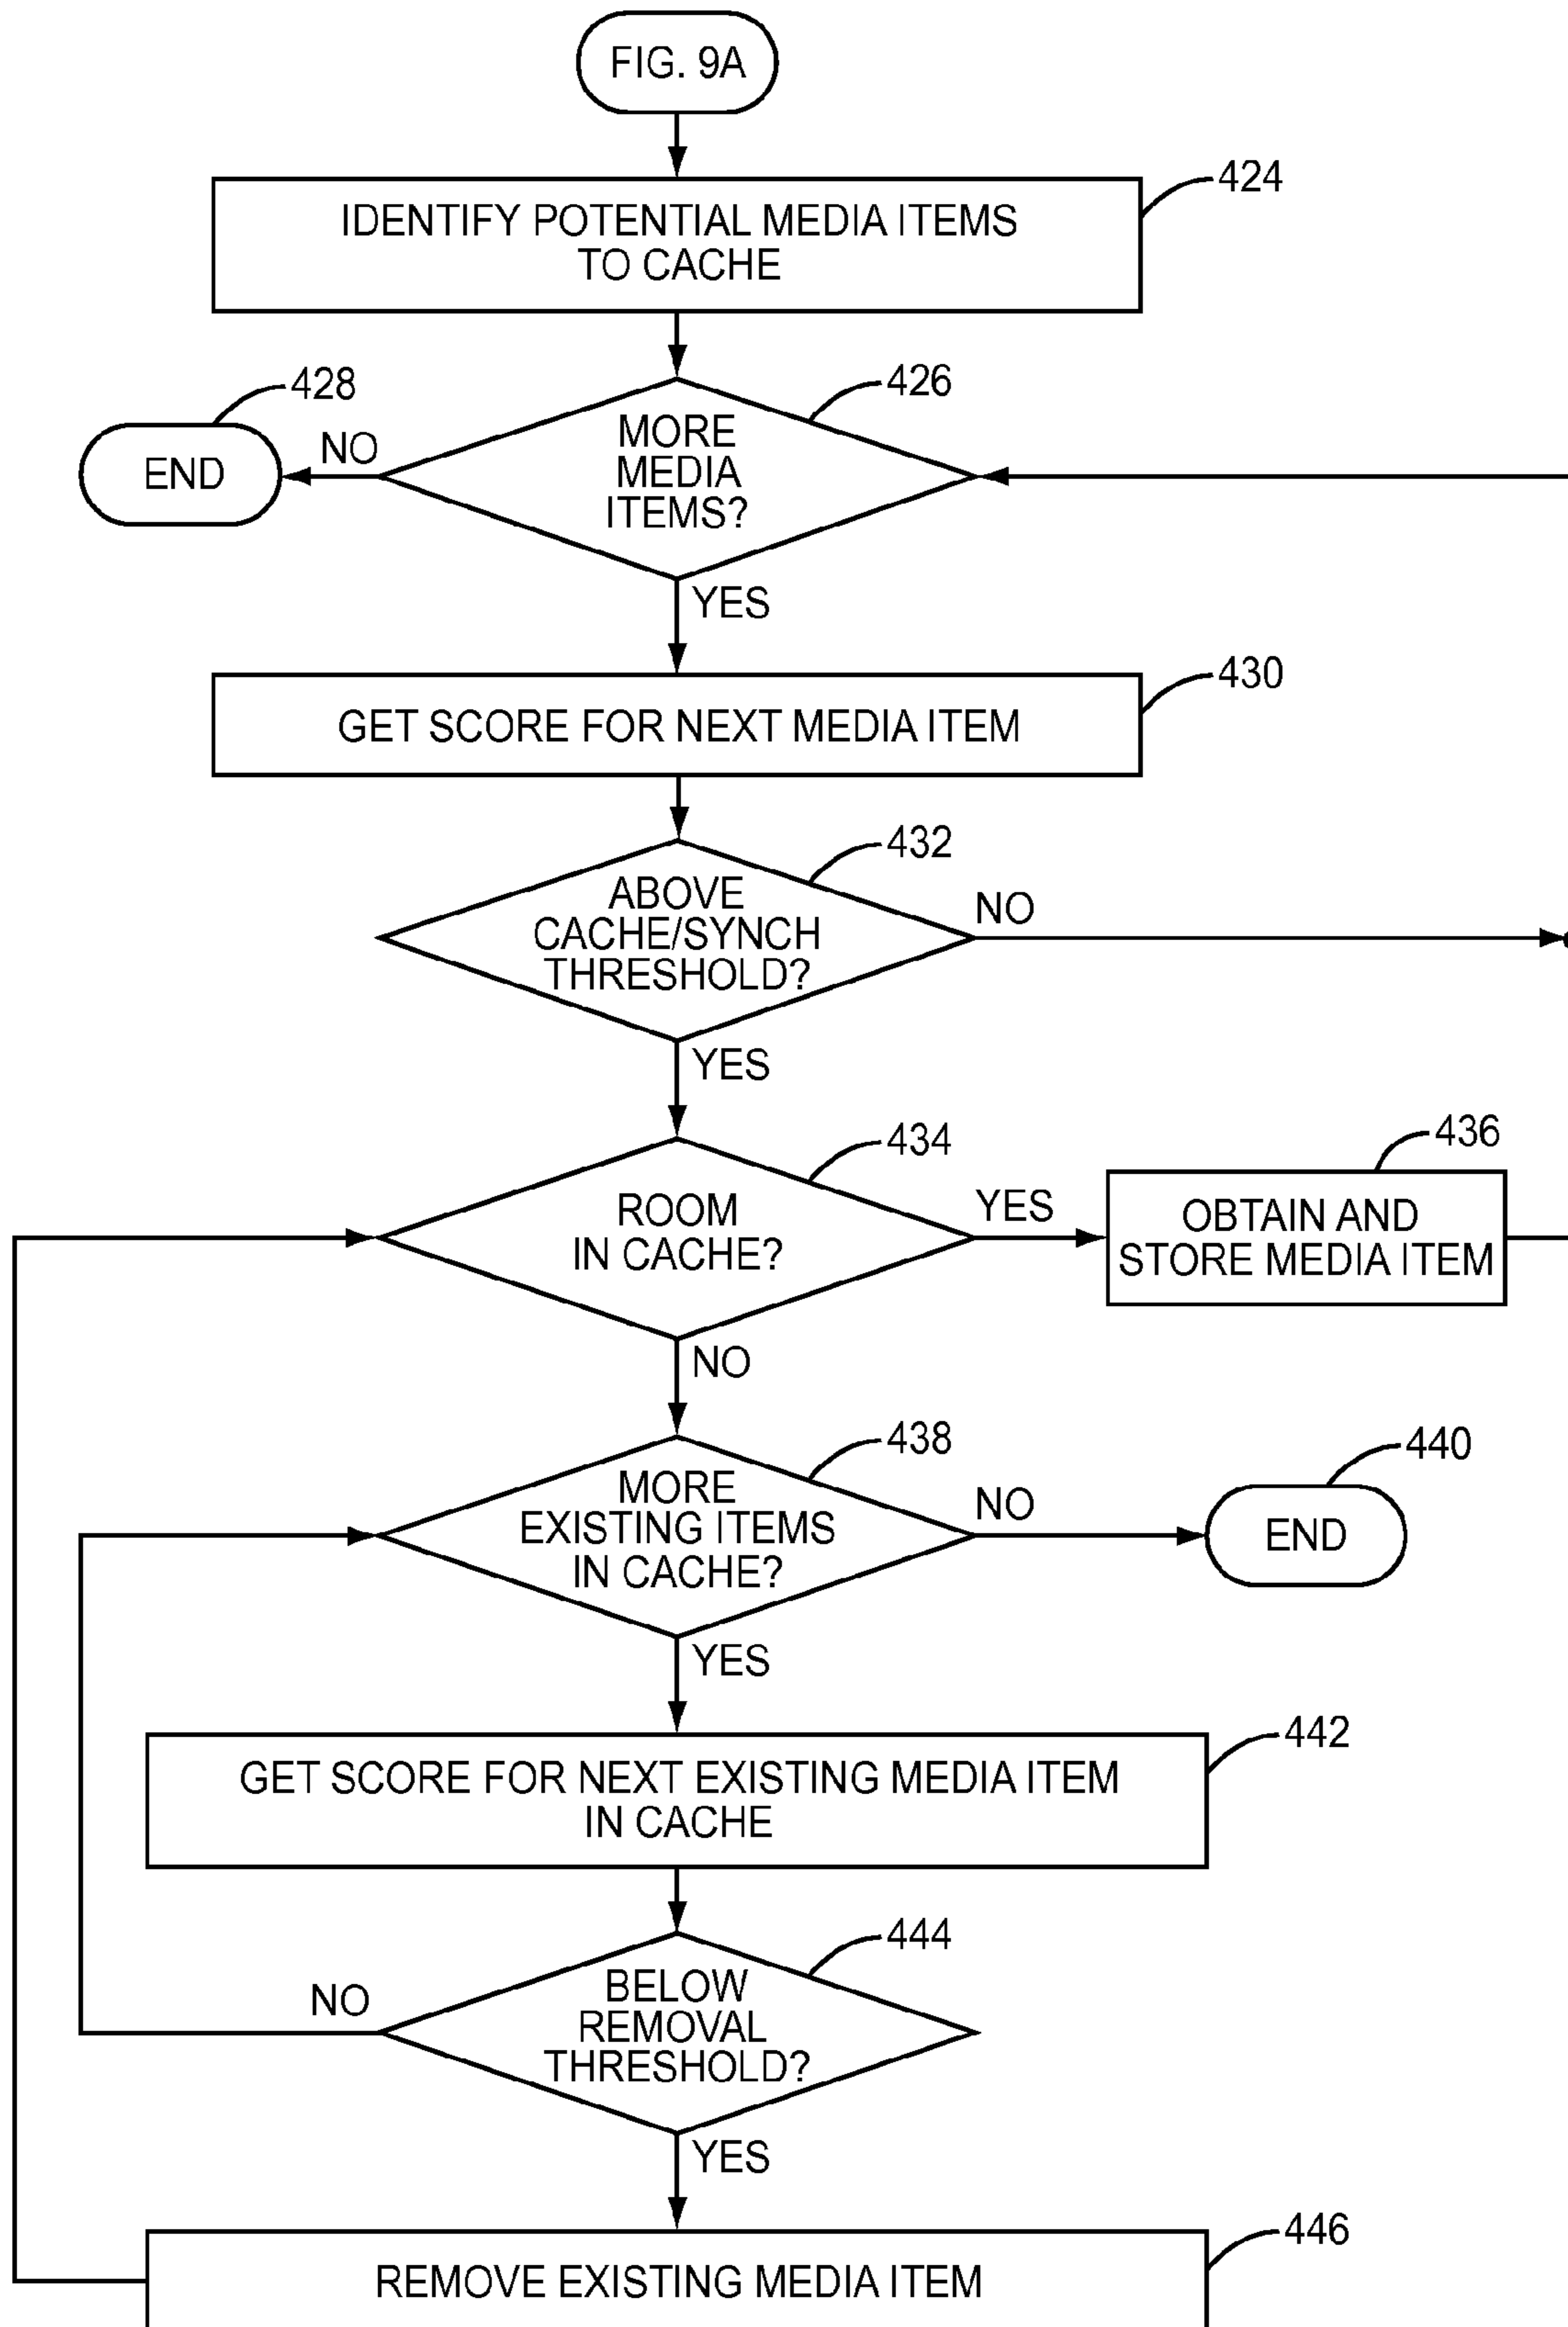 FIG. 9A
424
IDENTIFY POTENTIAL MEDIA ITEMS
TO CACHE
428
426
END
NO
MORE
MEDIA
ITEMS?
YES
430
GET SCORE FOR NEXT MEDIA ITEM
432
ABOVE
CACHE/SYNCH
THRESHOLD?
NO
YES
434
436
ROOM
IN CACHE?
YES
OBTAIN AND
STORE MEDIA ITEM
NO
438
440
MORE
EXISTING ITEMS
IN CACHE?
NO
END
YES
442
GET SCORE FOR NEXT EXISTING MEDIA ITEM
IN CACHE
444
BELOW
REMOVAL
THRESHOLD?
NO
YES
446
REMOVE EXISTING MEDIA ITEM